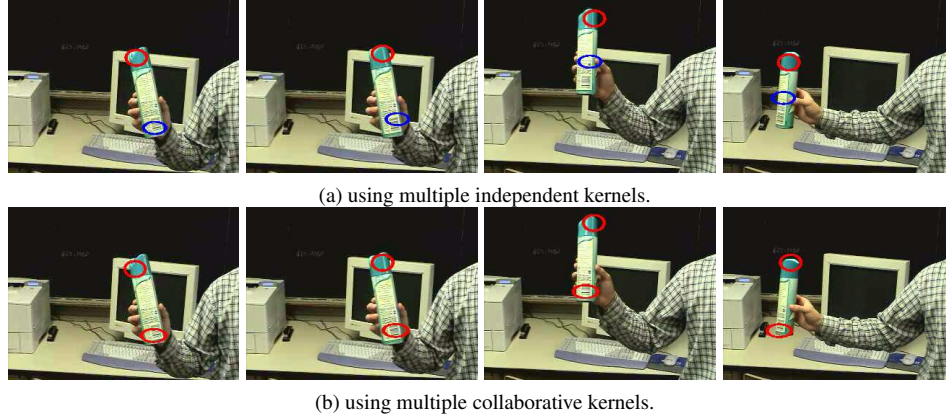 (a) using multiple independent kernels.
(b) using multiple collaborative kernels.